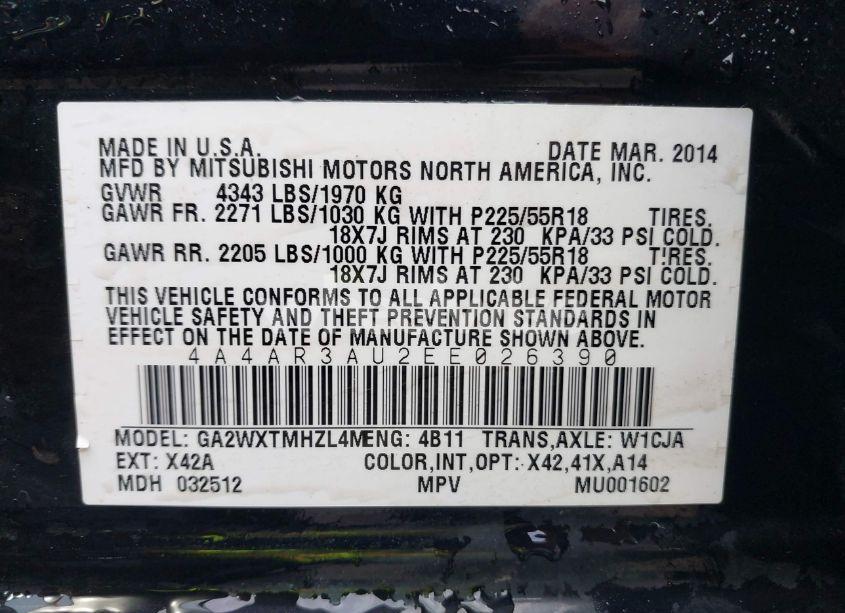 MADE IN U.S.A. DATE MAR. 2014
MFD BY MITSUBISHI MOTORS NORTH AMERICA, INC.
GVWR 4343 LBS/1970 KG
GAWR FR. 2271 LBS/1030 KG WITH P225/55R18 TIRES.
18X7J RIMS AT 230 KPA/33 PSI COLD.
GAWR RR. 2205 LBS/1000 KG WITH P225/55R18 TIRES.
18X7J RIMS AT 230 KPA/33 PSI COLD.
THIS VEHICLE CONFORMS TO ALL APPLICABLE FEDERAL MOTOR
VEHICLE SAFETY AND THEFT PREVENTION STANDARDS IN
EFFECT ON THE DATE OF MANUFACTURE SHOWN ABOVE.
4A4AR3AU2EE026390
MODEL: GA2WXTMHZL4M ENG: 4B11 TRANS,AXLE: W1CJA
EXT: X42A COLOR,INT,OPT: X42,41X,A14
MDH 032512 MPV MU001602